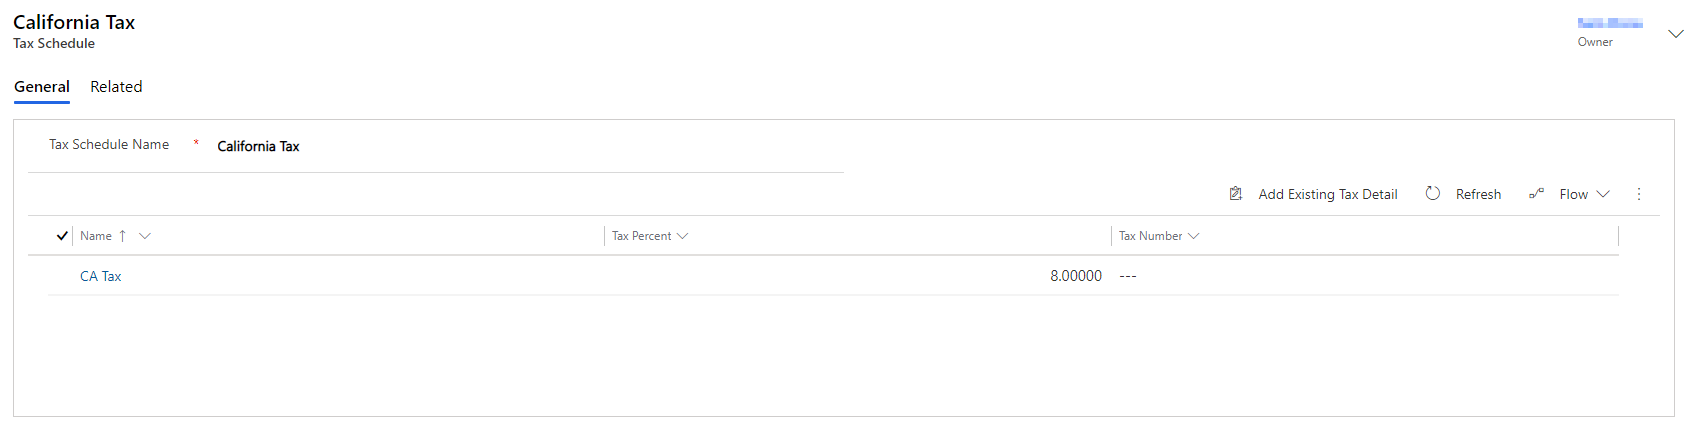 California Tax
Tax Schedule
Owner
General Related
Tax Schedule Name * California Tax
Add Existing Tax Detail Refresh Flow
Name ↑ Tax Percent Tax Number
CA Tax 8.00000 ---